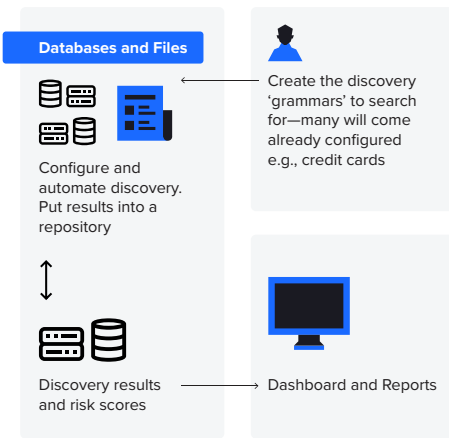 Databases and Files
Configure and
automate discovery.
Put results into a
repository
Discovery results
and risk scores
Create the discovery
‘grammars’ to search
for—many will come
already configured
e.g., credit cards
Dashboard and Reports